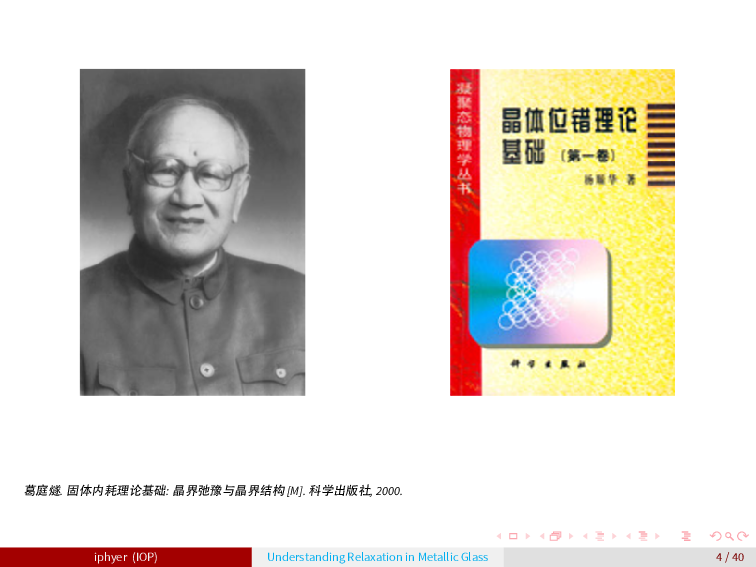 凝聚态物理学丛书
晶体位错理论
基础 (第一卷)
杨顺华 著
科学出版社
葛庭燧. 固体内耗理论基础: 晶界弛豫与晶界结构 [M]. 科学出版社, 2000.
iphyer (IOP)
Understanding Relaxation in Metallic Glass
4 / 40